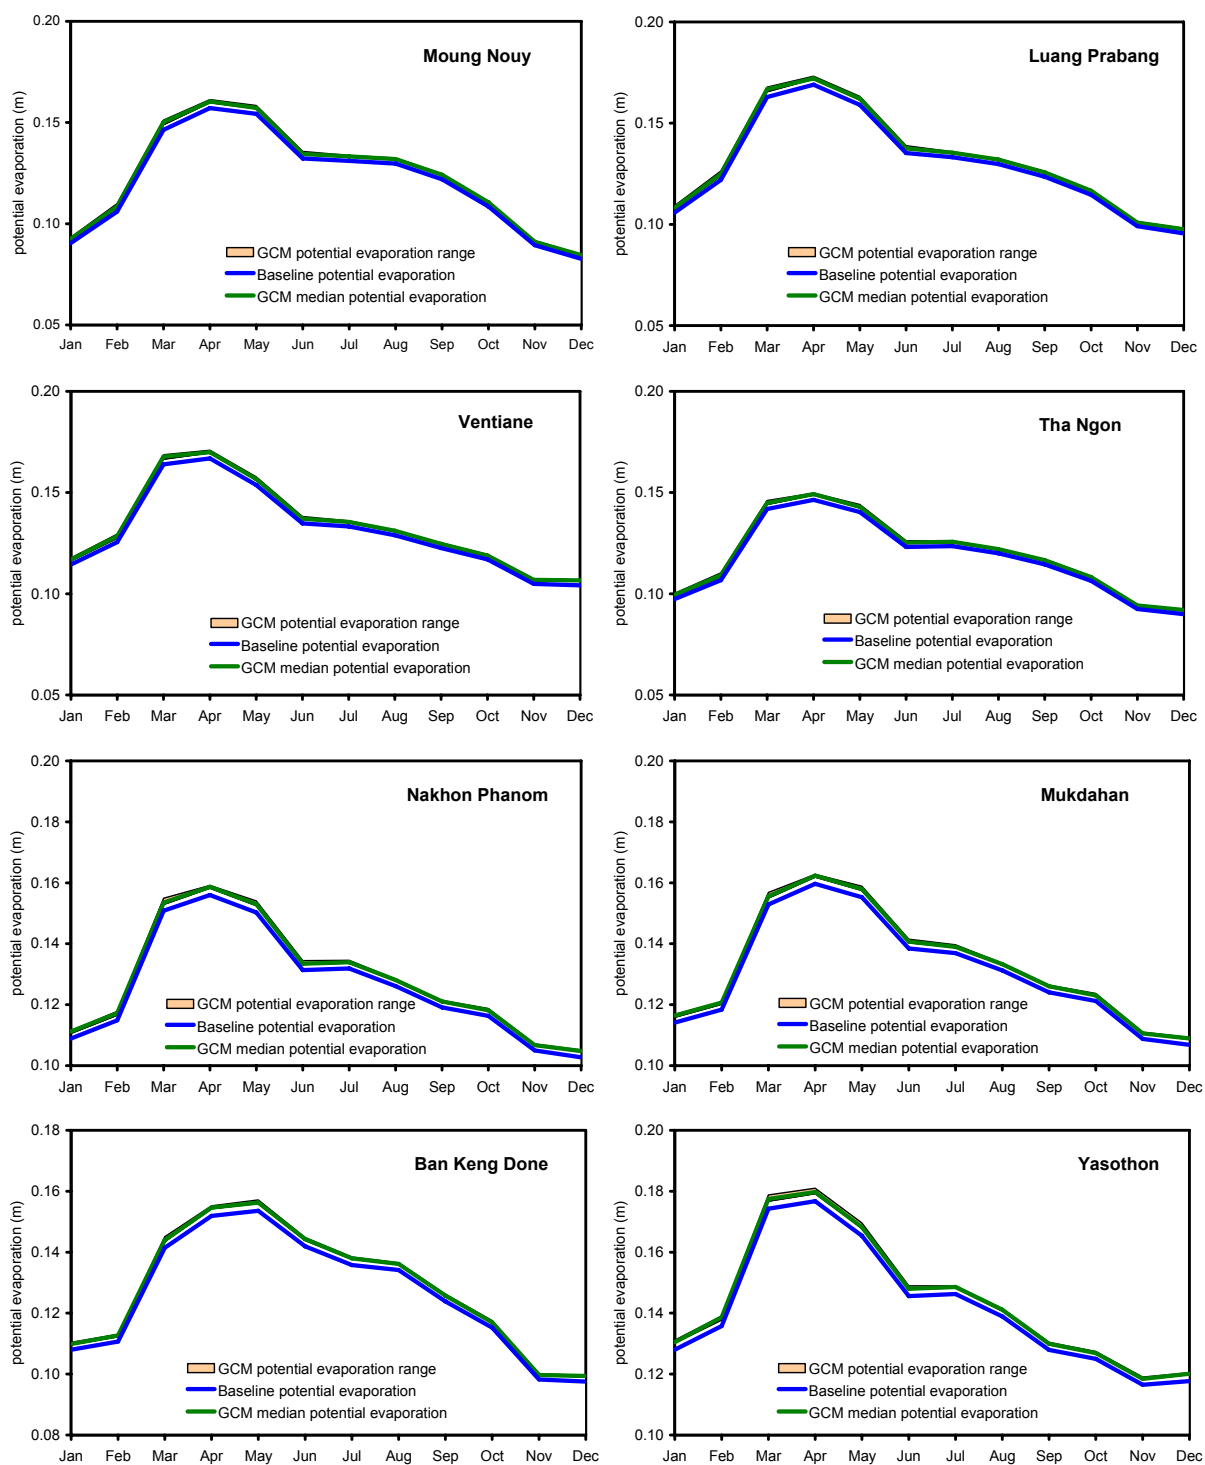 Moung Nouy
potential evaporation (m)
0.20
0.15
0.10
0.05
GCM potential evaporation range
Baseline potential evaporation
GCM median potential evaporation
Jan Feb Mar Apr May Jun Jul Aug Sep Oct Nov Dec
Luang Prabang
potential evaporation (m)
0.20
0.15
0.10
0.05
GCM potential evaporation range
Baseline potential evaporation
GCM median potential evaporation
Jan Feb Mar Apr May Jun Jul Aug Sep Oct Nov Dec
Ventiane
potential evaporation (m)
0.20
0.15
0.10
0.05
GCM potential evaporation range
Baseline potential evaporation
GCM median potential evaporation
Jan Feb Mar Apr May Jun Jul Aug Sep Oct Nov Dec
Tha Ngon
potential evaporation (m)
0.20
0.15
0.10
0.05
GCM potential evaporation range
Baseline potential evaporation
GCM median potential evaporation
Jan Feb Mar Apr May Jun Jul Aug Sep Oct Nov Dec
Nakhon Phanom
potential evaporation (m)
0.20
0.18
0.16
0.14
0.12
0.10
GCM potential evaporation range
Baseline potential evaporation
GCM median potential evaporation
Jan Feb Mar Apr May Jun Jul Aug Sep Oct Nov Dec
Mukdahan
potential evaporation (m)
0.20
0.18
0.16
0.14
0.12
0.10
GCM potential evaporation range
Baseline potential evaporation
GCM median potential evaporation
Jan Feb Mar Apr May Jun Jul Aug Sep Oct Nov Dec
Ban Keng Done
potential evaporation (m)
0.18
0.16
0.14
0.12
0.10
0.08
GCM potential evaporation range
Baseline potential evaporation
GCM median potential evaporation
Jan Feb Mar Apr May Jun Jul Aug Sep Oct Nov Dec
Yasothon
potential evaporation (m)
0.20
0.18
0.16
0.14
0.12
0.10
GCM potential evaporation range
Baseline potential evaporation
GCM median potential evaporation
Jan Feb Mar Apr May Jun Jul Aug Sep Oct Nov Dec